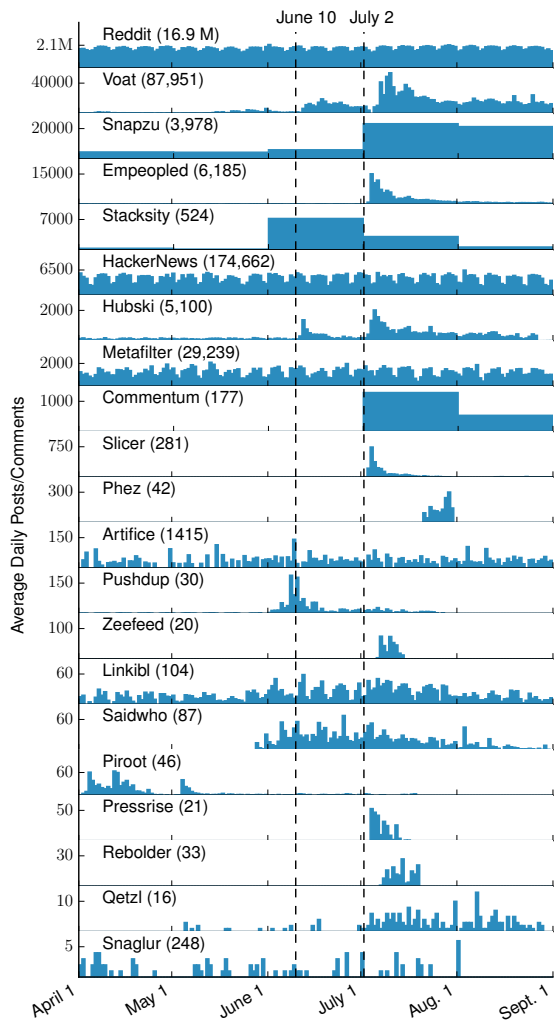 June 10 July 2
Reddit (16.9 M)
2.1M
Voat (87,951)
40000
Snapzu (3,978)
20000
Empeopled (6,185)
15000
Stacksity (524)
7000
HackerNews (174,662)
6500
Hubski (5,100)
2000
Metafilter (29,239)
2000
Commentum (177)
1000
Slicer (281)
750
Phez (42)
300
Artifice (1415)
150
Pushdup (30)
150
Zeefeed (20)
100
Linkibl (104)
60
Saidwho (87)
60
Piroot (46)
60
Pressrise (21)
50
Rebolder (33)
30
Qetzl (16)
10
Snaglur (248)
5
Average Daily Posts/Comments
April 1 May 1 June 1 July 1 Aug. 1 Sept. 1